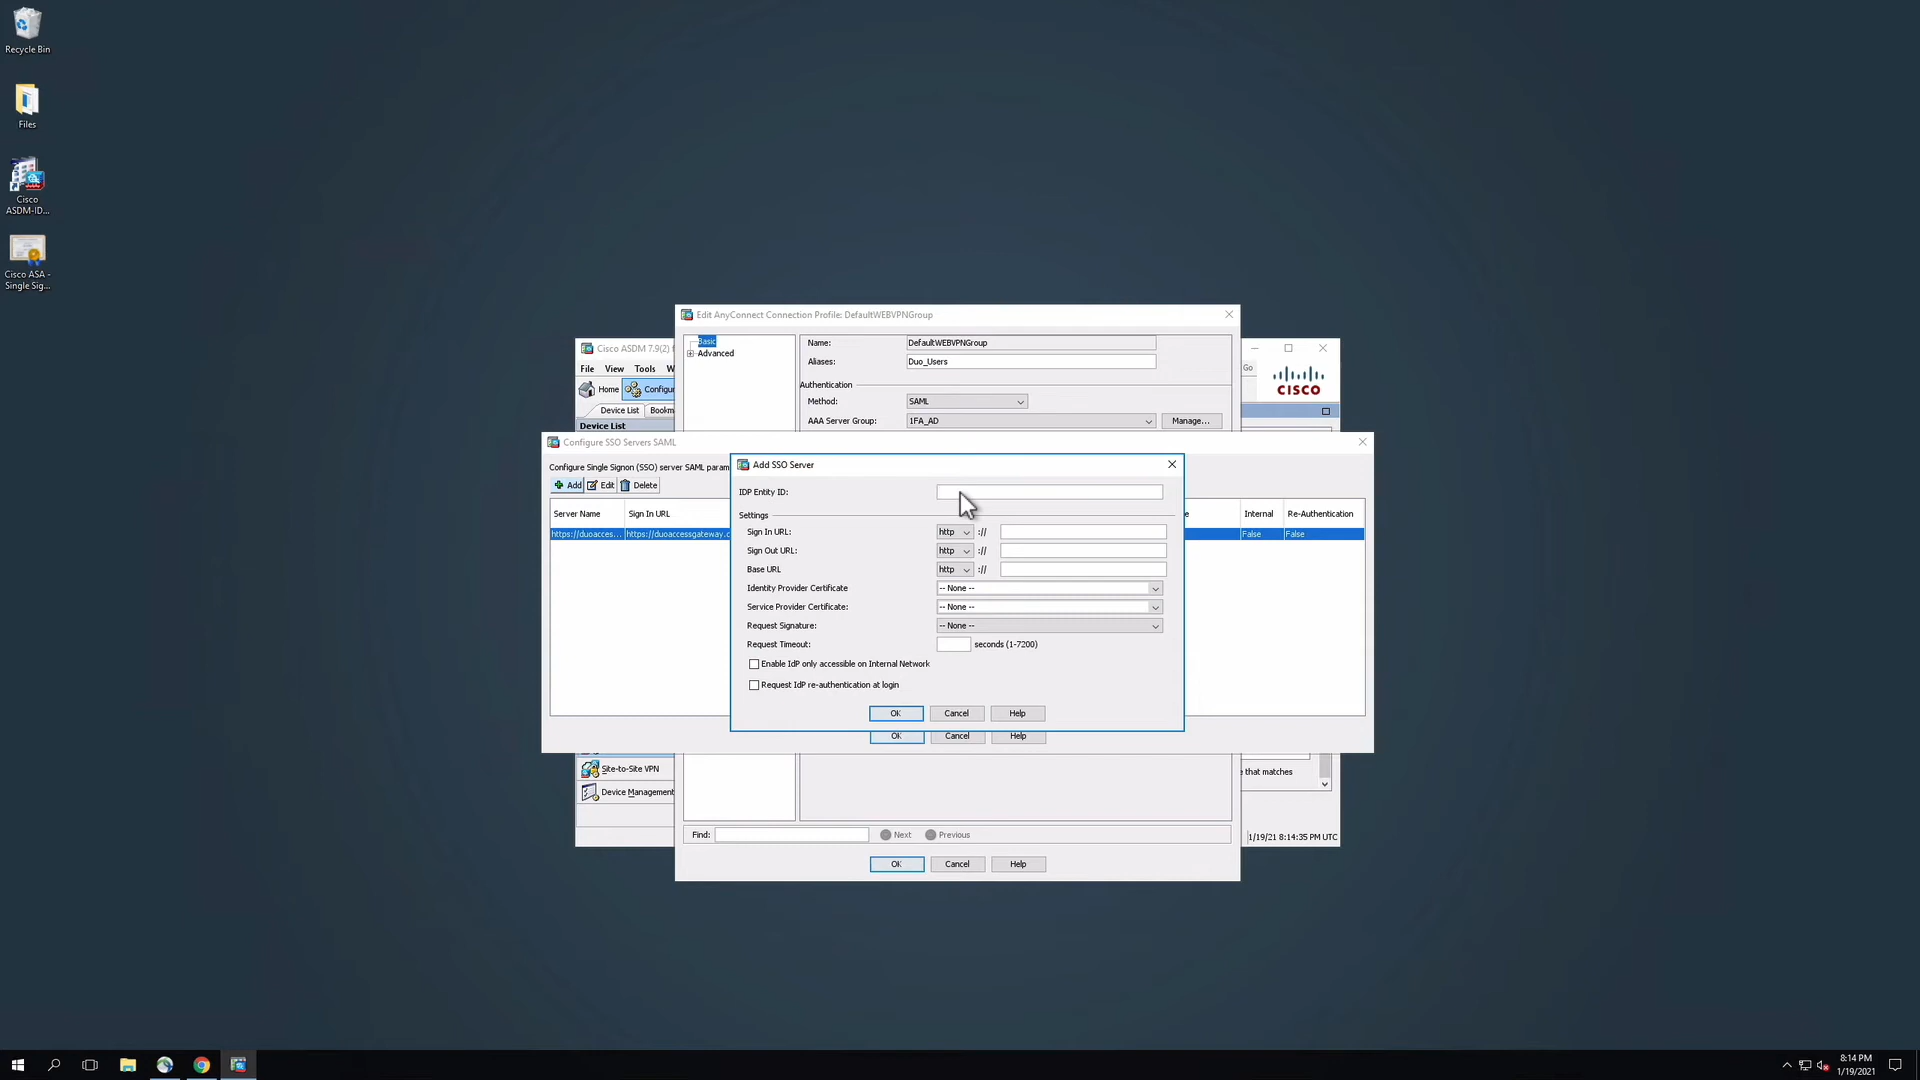 Recycle Bin
Files
Cisco
ASDM-ID...
Cisco ASA -
Single Sig...
Edit AnyConnect Connection Profile: DefaultWEBVPNGroup
Basic
Advanced
Name:
DefaultWEBVPNGroup
Aliases:
Duo_Users
Authentication
Method:
SAML
AAA Server Group:
1FA_AD
Manage...
Cisco ASDM 7.9(2)
File View Tools
Home
Device List
Device List
Go
CISCO
Configure SSO Servers SAML
Configure Single Signon (SSO) server SAML param
Add
Edit
Delete
Server Name
Sign In URL
Internal
Re-Authentication
https://duoacces...
https://duoaccessgateway.c
False
False
Add SSO Server
IDP Entity ID:
Settings
Sign In URL:
http ://
Sign Out URL:
http ://
Base URL
http ://
Identity Provider Certificate
-- None --
Service Provider Certificate:
-- None --
Request Signature:
-- None --
Request Timeout:
seconds (1-7200)
Enable IdP only accessible on Internal Network
Request IdP re-authentication at login
OK Cancel Help
OK Cancel Help
Site-to-Site VPN
Device Management
e that matches
Find:
Next
Previous
1/19/21 8:14:35 PM UTC
OK Cancel Help
8:14 PM
1/19/2021